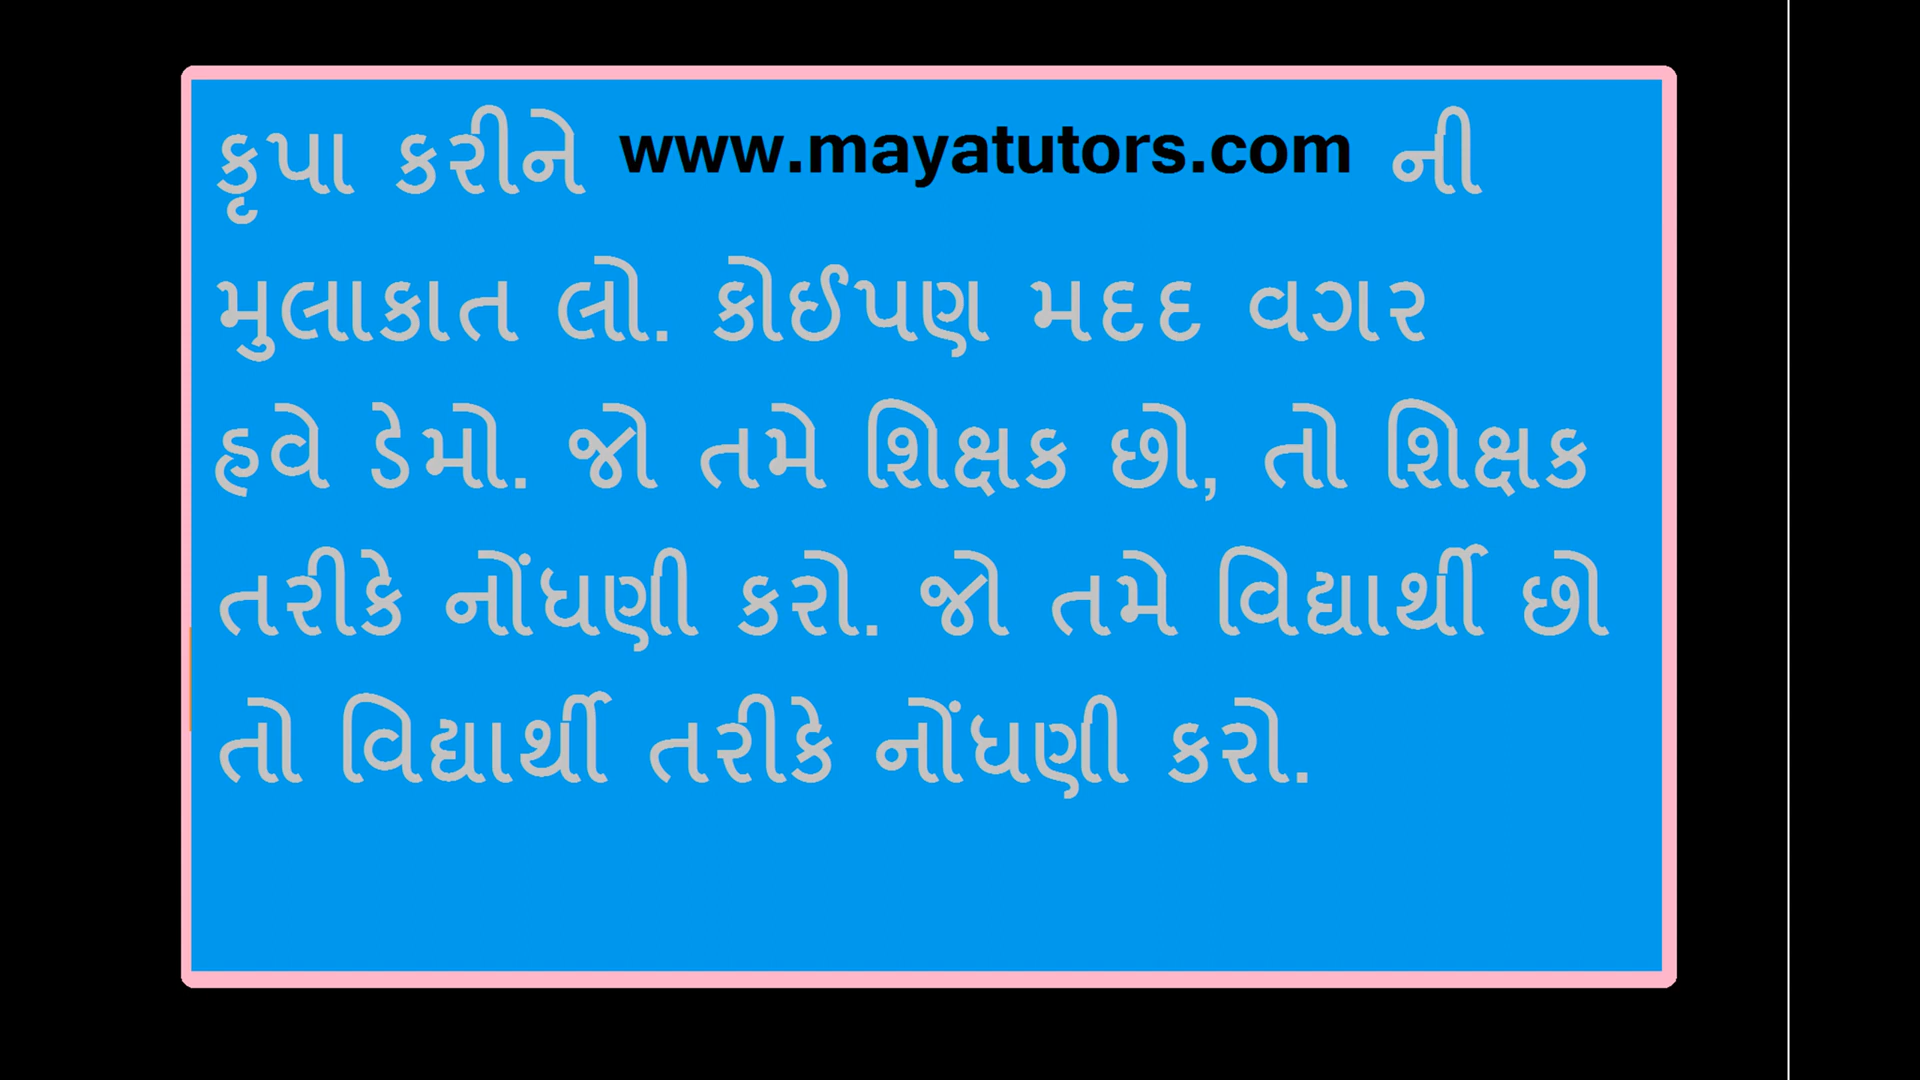 કૃપા કરીને www.mayatutors.com ની
મુલાકાત લો. કોઈપણ મદદ વગર
હવે ડેમો. જો તમે શિક્ષક છો, તો શિક્ષક
તરીકે નોંધણી કરો. જો તમે વિદ્યાર્થી છો
તો વિદ્યાર્થી તરીકે નોંધણી કરો.